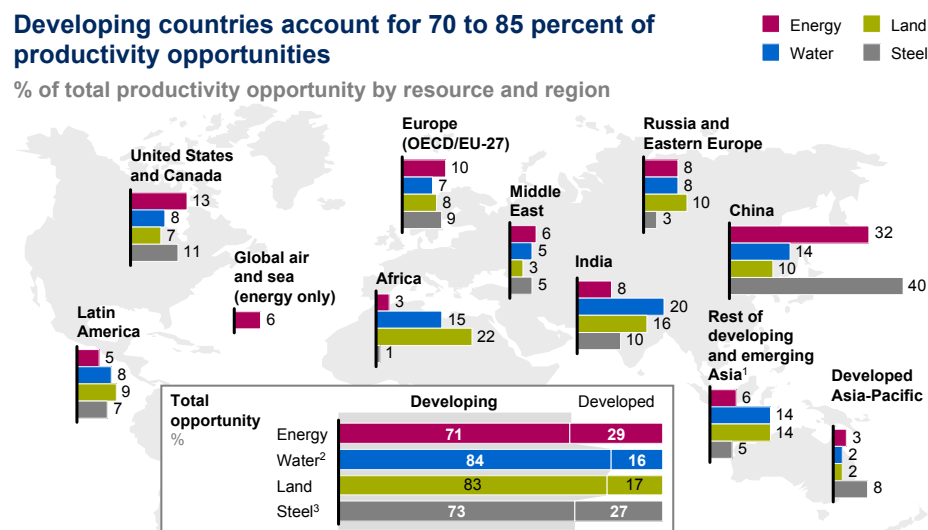 Developing countries account for 70 to 85 percent of
productivity opportunities
% of total productivity opportunity by resource and region
Energy
Land
Water
Steel
United States
and Canada
13
8
7
11
Europe
(OECD/EU-27)
10
7
8
9
Russia and
Eastern Europe
8
8
10
3
Middle
East
6
5
3
5
China
32
14
10
40
Global air
and sea
(energy only)
6
Africa
3
15
22
1
India
8
20
16
10
Latin
America
5
8
9
7
Rest of
developing
and emerging
Asia¹
6
14
14
5
Developed
Asia-Pacific
3
2
2
8
Total
opportunity
%
Developing
Developed
Energy
71
29
Water²
84
16
Land
83
17
Steel³
73
27